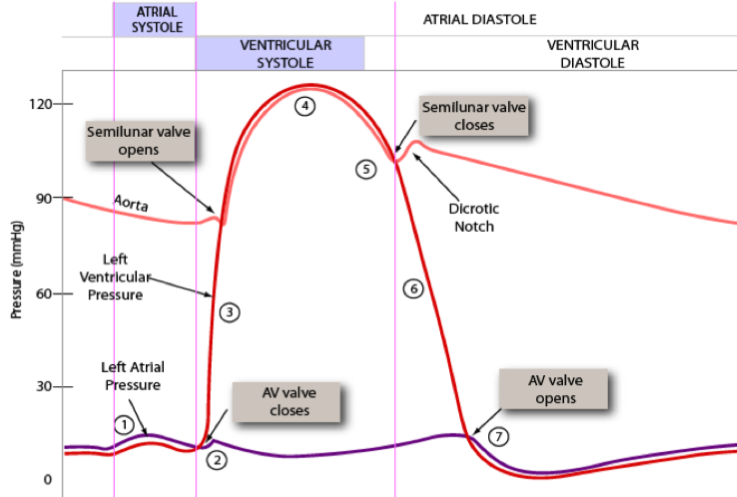 ATRIAL
SYSTOLE
ATRIAL DIASTOLE
VENTRICULAR
SYSTOLE
VENTRICULAR
DIASTOLE
120
90
60
30
0
Pressure (mmHg)
Semilunar valve
opens
4
Semilunar valve
closes
5
Aorta
Dicrotic
Notch
Left
Ventricular
Pressure
3
6
Left Atrial
Pressure
1
AV valve
closes
2
AV valve
opens
7